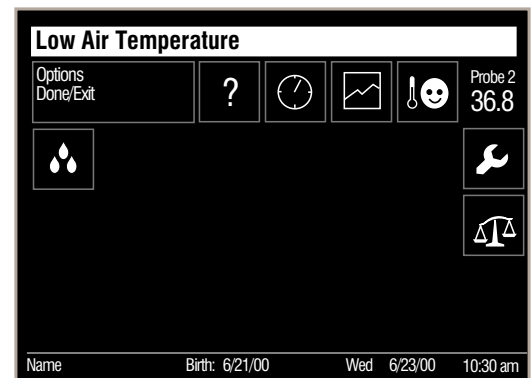 Low Air Temperature
Options
Done/Exit
?
Probe 2
36.8
Name Birth: 6/21/00 Wed 6/23/00 10:30 am